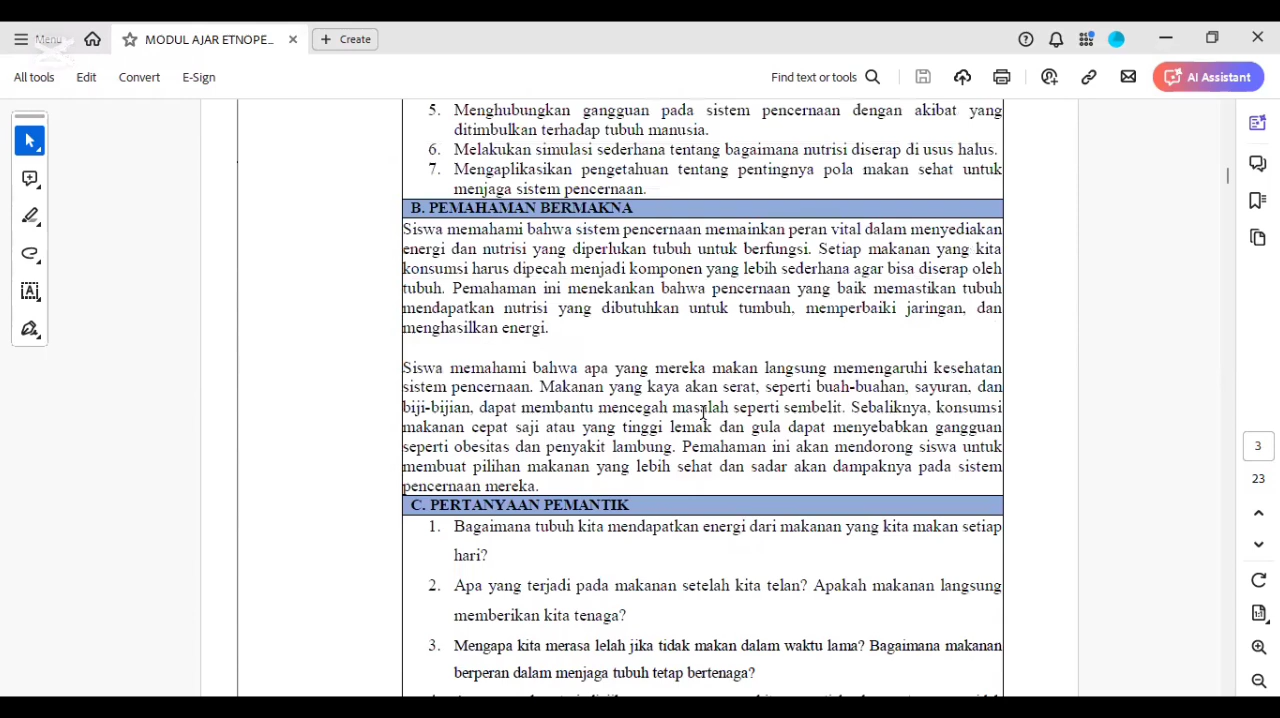 Menu
MODUL AJAR ETNOPE...
Create
All tools
Edit
Convert
E-Sign
Find text or tools
AI Assistant
5. Menghubungkan gangguan pada sistem pencernaan dengan akibat yang
ditimbulkan terhadap tubuh manusia.
6. Melakukan simulasi sederhana tentang bagaimana nutrisi diserap di usus halus.
7. Mengaplikasikan pengetahuan tentang pentingnya pola makan sehat untuk
menjaga sistem pencernaan.
B. PEMAHAMAN BERMAKNA
Siswa memahami bahwa sistem pencernaan memainkan peran vital dalam menyediakan
energi dan nutrisi yang diperlukan tubuh untuk berfungsi. Setiap makanan yang kita
konsumsi harus dipecah menjadi komponen yang lebih sederhana agar bisa diserap oleh
tubuh. Pemahaman ini menekankan bahwa pencernaan yang baik memastikan tubuh
mendapatkan nutrisi yang dibutuhkan untuk tumbuh, memperbaiki jaringan, dan
menghasilkan energi.
Siswa memahami bahwa apa yang mereka makan langsung memengaruhi kesehatan
sistem pencernaan. Makanan yang kaya akan serat, seperti buah-buahan, sayuran, dan
biji-bijian, dapat membantu mencegah masalah seperti sembelit. Sebaliknya, konsumsi
makanan cepat saji atau yang tinggi lemak dan gula dapat menyebabkan gangguan
seperti obesitas dan penyakit lambung. Pemahaman ini akan mendorong siswa untuk
membuat pilihan makanan yang lebih sehat dan sadar akan dampaknya pada sistem
pencernaan mereka.
C. PERTANYAAN PEMANTIK
1. Bagaimana tubuh kita mendapatkan energi dari makanan yang kita makan setiap
hari?
2. Apa yang terjadi pada makanan setelah kita telan? Apakah makanan langsung
memberikan kita tenaga?
3. Mengapa kita merasa lelah jika tidak makan dalam waktu lama? Bagaimana makanan
berperan dalam menjaga tubuh tetap bertenaga?
3
23